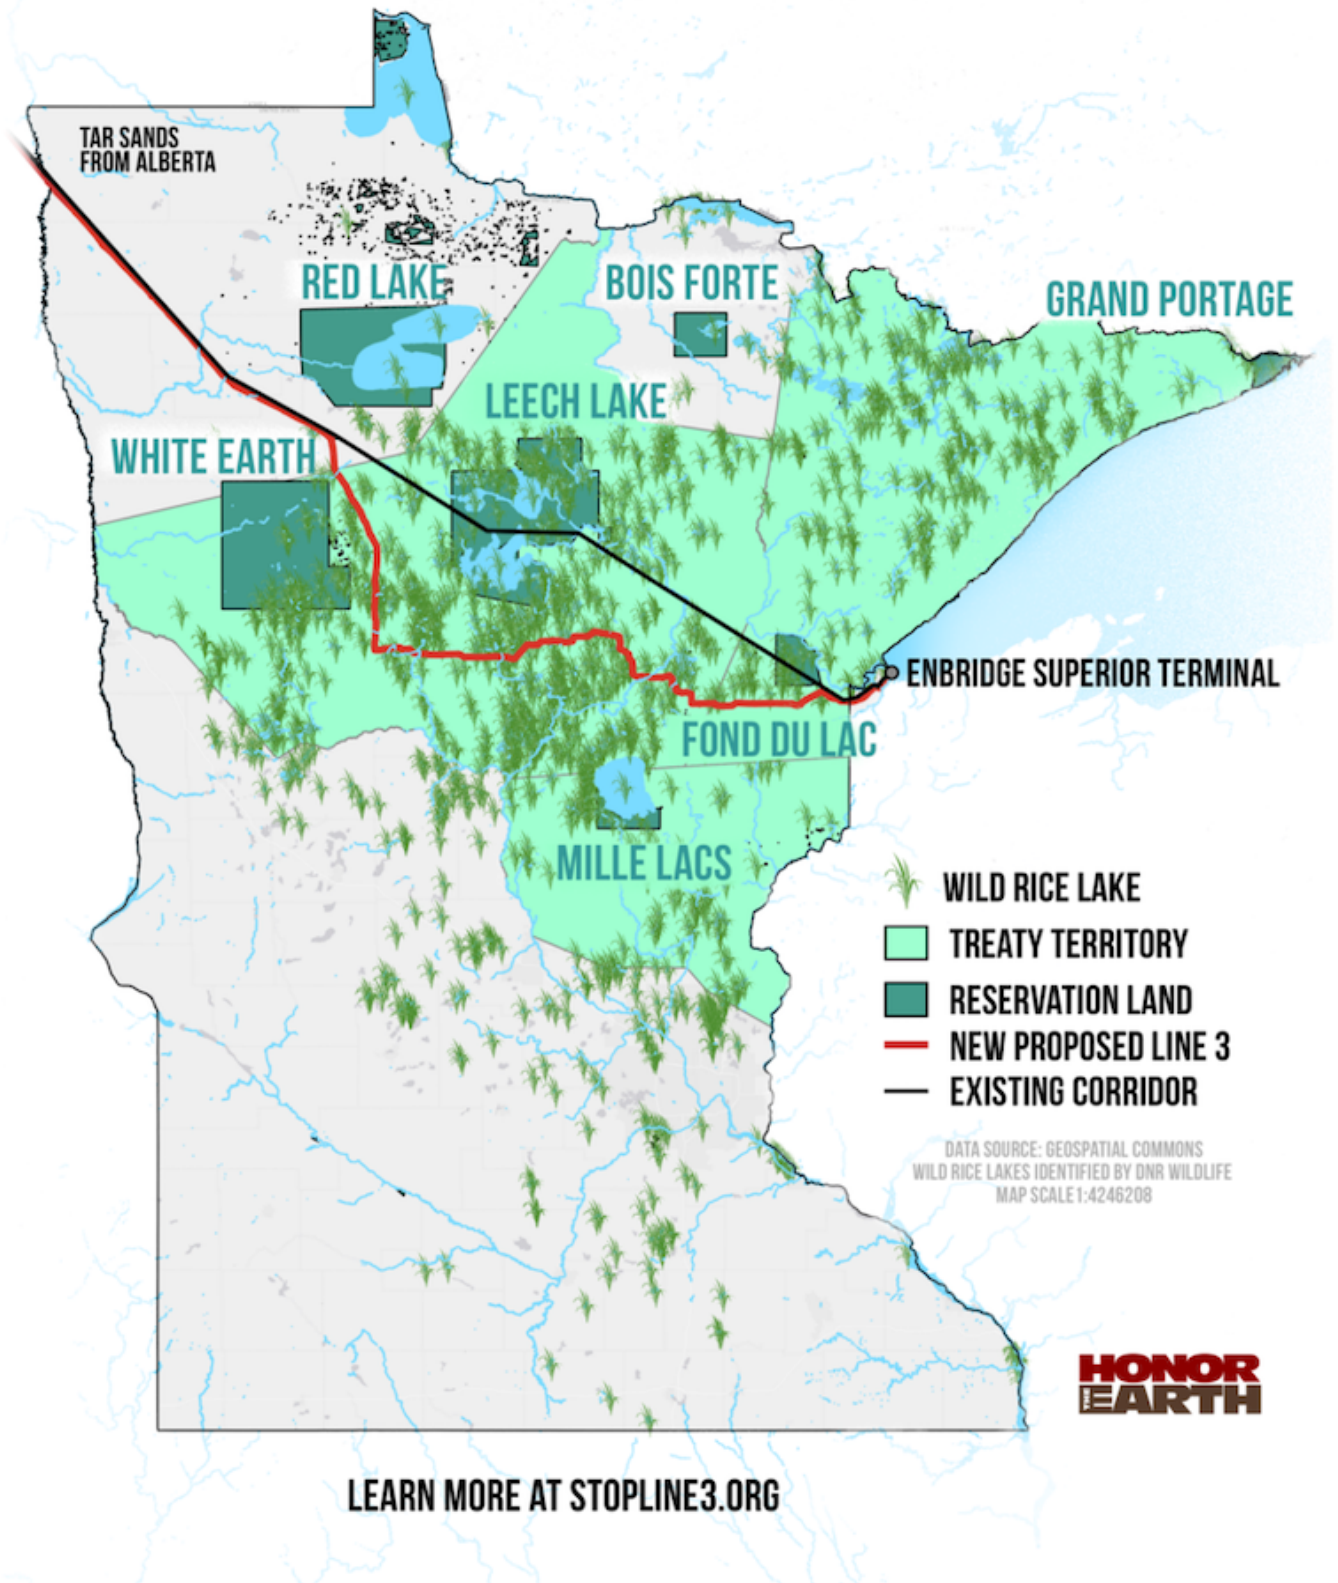 TAR SANDS
FROM ALBERTA
RED LAKE
BOIS FORTE
GRAND PORTAGE
LEECH LAKE
WHITE EARTH
ENBRIDGE SUPERIOR TERMINAL
FOND DU LAC
MILLE LACS
WILD RICE LAKE
TREATY TERRITORY
RESERVATION LAND
NEW PROPOSED LINE 3
EXISTING CORRIDOR
DATA SOURCE: GEOSPATIAL COMMONS
WILD RICE LAKES IDENTIFIED BY DNR WILDLIFE
MAP SCALE 1:4246208
HONOR
THE EARTH
LEARN MORE AT STOPLINE3.ORG